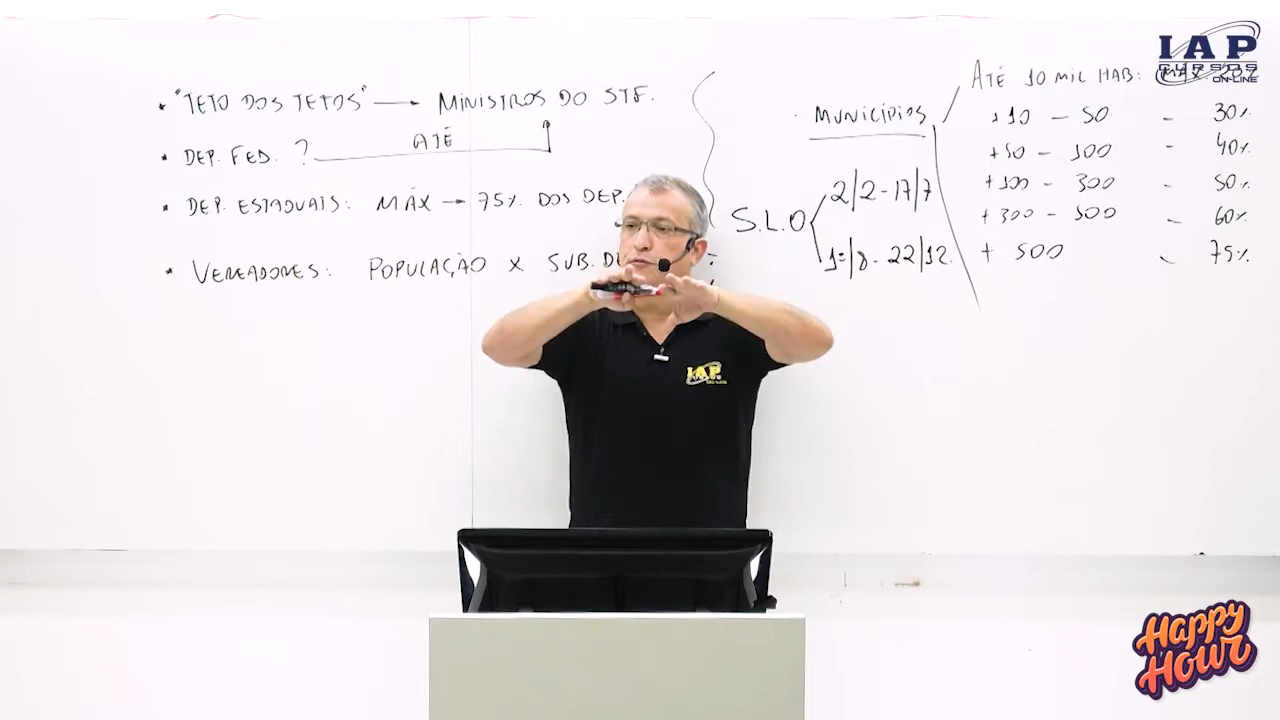 • "TETO DOS TETOS" → MINISTROS DO STF.
ATÉ
• DEP. FED. ?
• DEP. ESTADUAIS: MÁX → 75% DOS DEP.
• VEREADORES: POPULAÇÃO X SUB.
S.L.O
2/2 - 17/7
1º/8 - 22/12.
MUNICÍPIOS
ATÉ 10 MIL HAB: MÁX. 20%
+10 - 50 - 30%
+50 - 100 - 40%
+100 - 300 - 50%
+300 - 500 - 60%
+ 500 - 75%
IAP
CURSOS
ON-LINE
IAP
HAPPY
HOUR